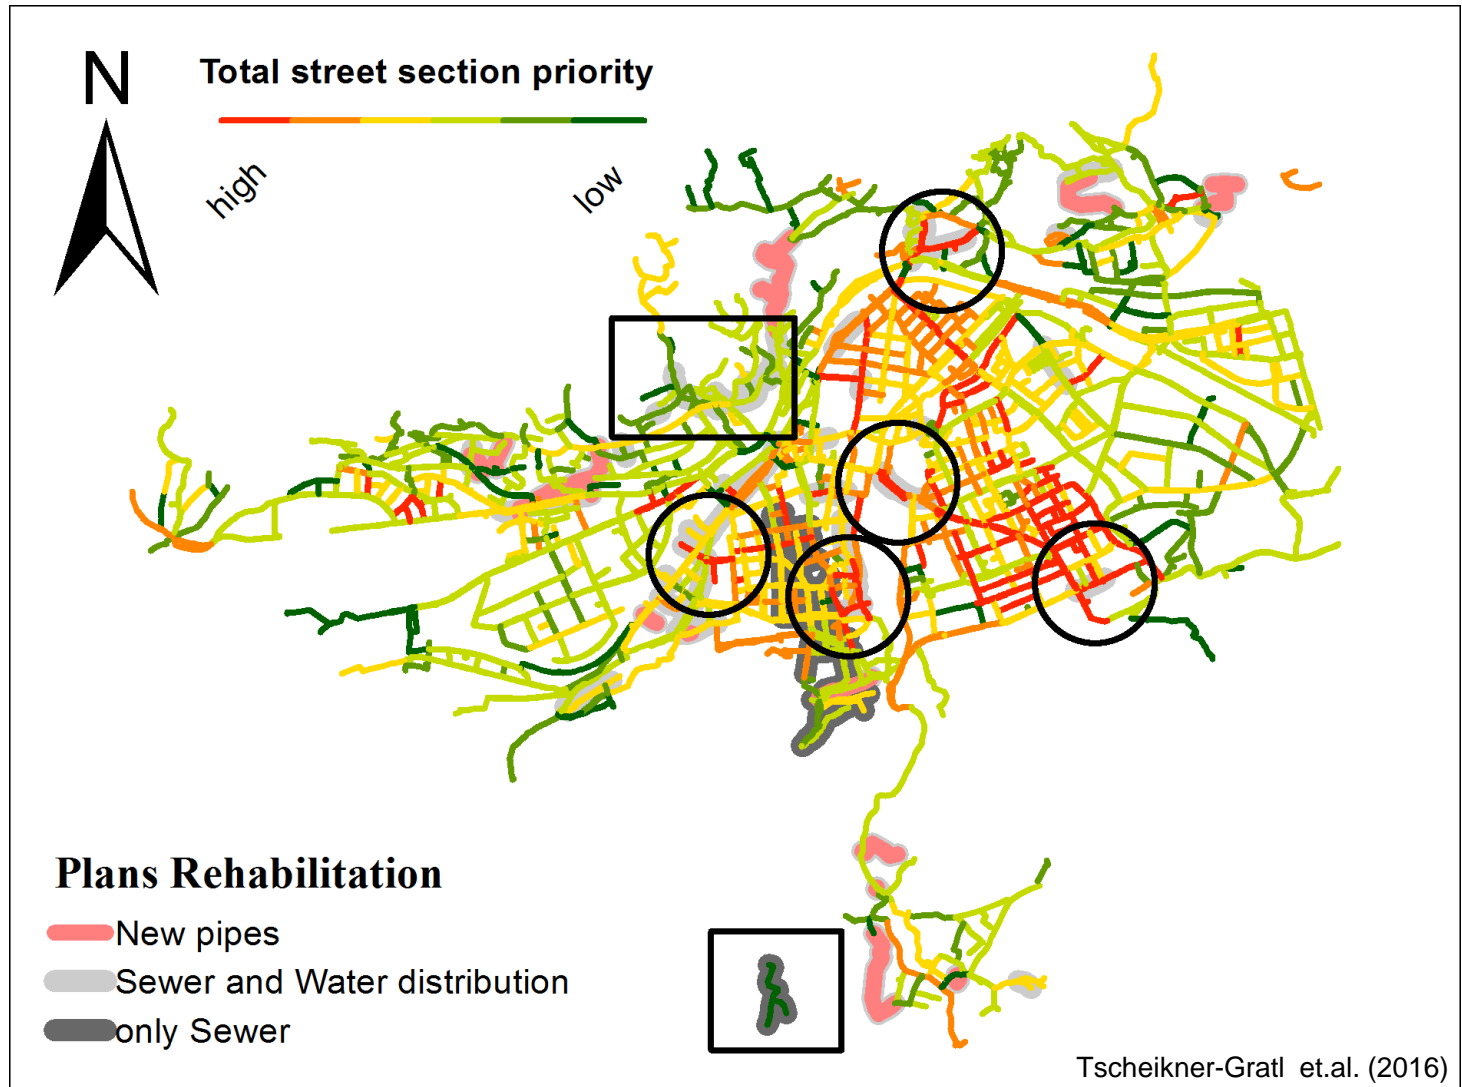 N
Total street section priority
high
low
Plans Rehabilitation
New pipes
Sewer and Water distribution
only Sewer
Tscheikner-Gratl et.al. (2016)